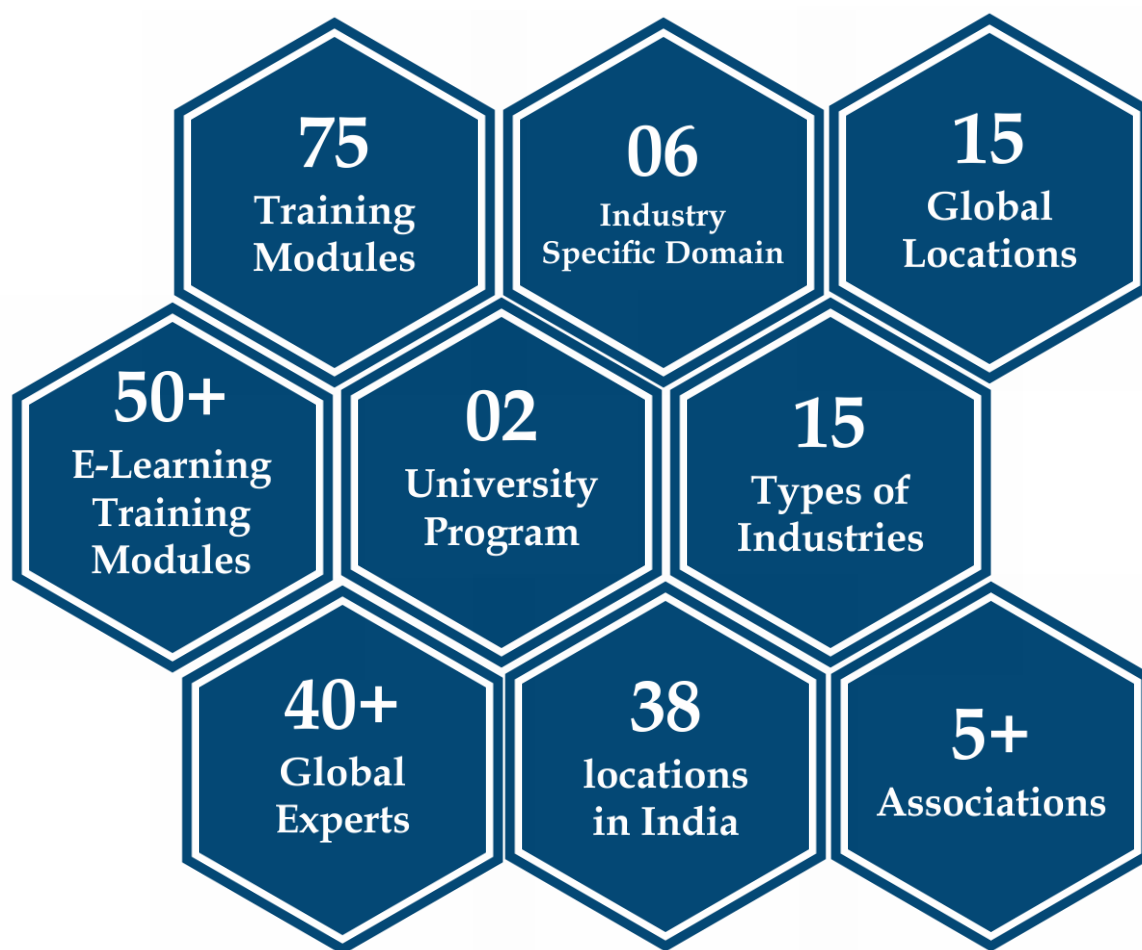 75
Training
Modules
06
Industry
Specific Domain
15
Global
Locations
50+
E-Learning
Training
Modules
02
University
Program
15
Types of
Industries
40+
Global
Experts
38
locations
in India
5+
Associations